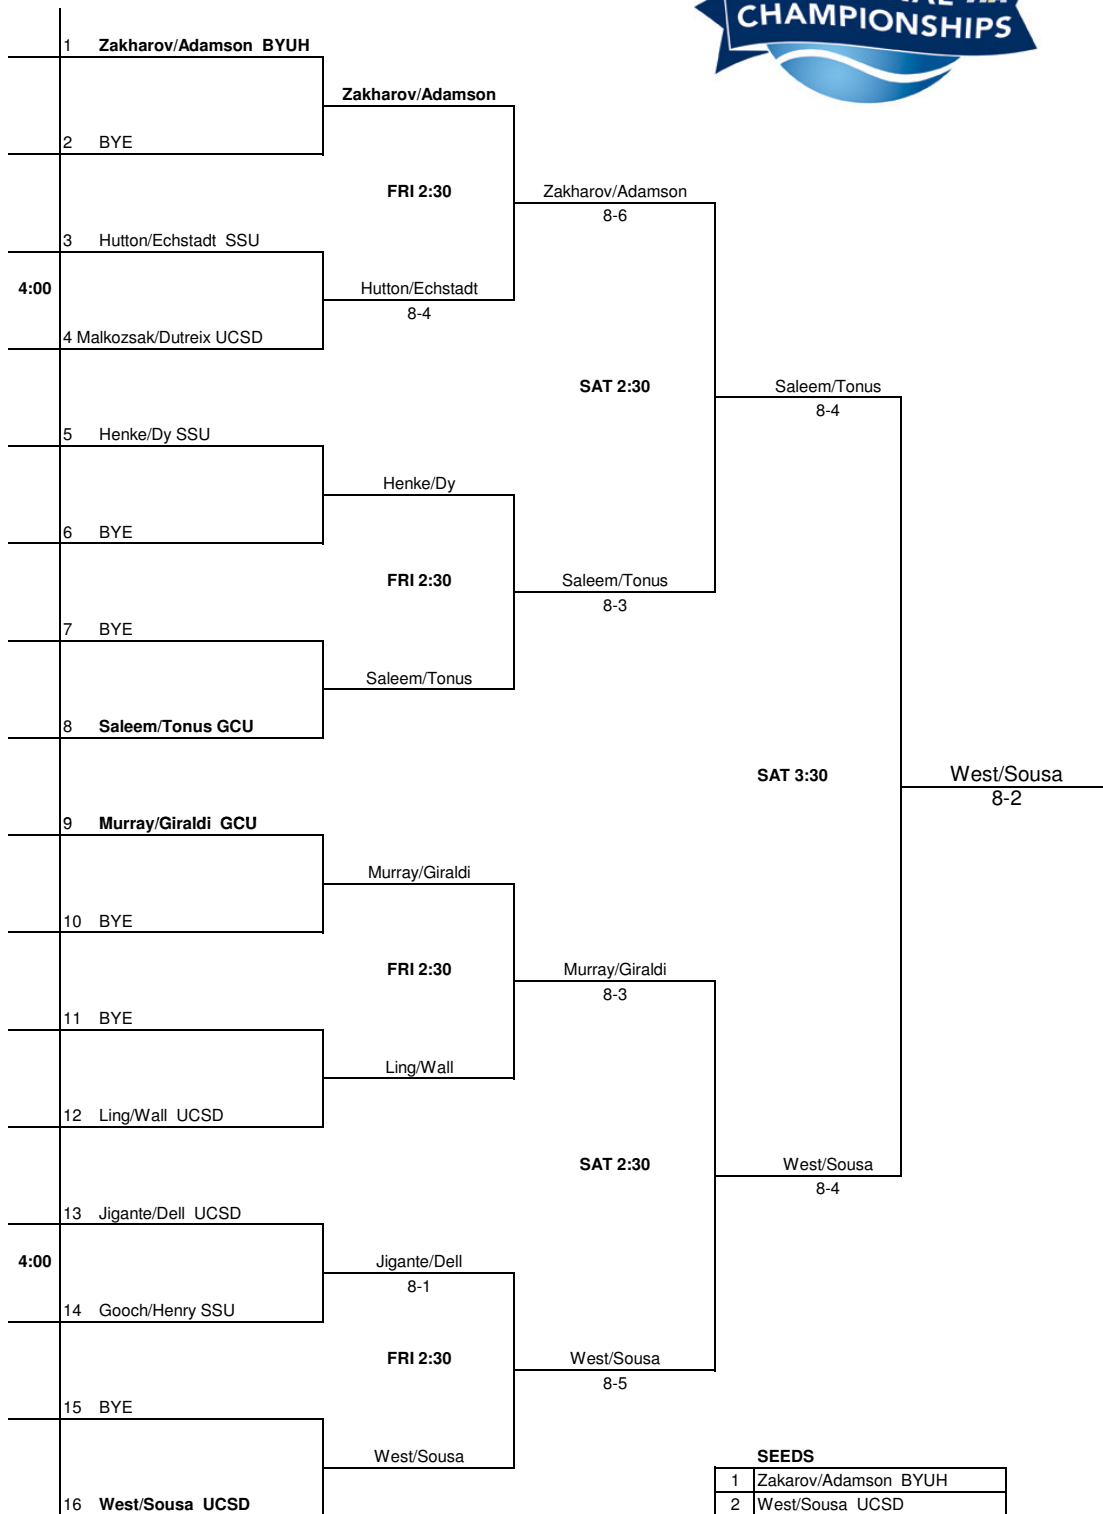 CHAMPIONSHIPS
1 Zakharov/Adamson BYUH
Zakharov/Adamson
2 BYE
FRI 2:30
Zakharov/Adamson
8-6
3 Hutton/Echstadt SSU
4:00
Hutton/Echstadt
8-4
4 Malkozsak/Dutreix UCSD
SAT 2:30
Saleem/Tonus
8-4
5 Henke/Dy SSU
Henke/Dy
6 BYE
FRI 2:30
Saleem/Tonus
8-3
7 BYE
Saleem/Tonus
8 Saleem/Tonus GCU
SAT 3:30
West/Sousa
8-2
9 Murray/Giraldi GCU
Murray/Giraldi
10 BYE
FRI 2:30
Murray/Giraldi
8-3
11 BYE
Ling/Wall
12 Ling/Wall UCSD
SAT 2:30
West/Sousa
8-4
13 Jigante/Dell UCSD
4:00
Jigante/Dell
8-1
14 Gooch/Henry SSU
FRI 2:30
West/Sousa
8-5
15 BYE
West/Sousa
16 West/Sousa UCSD
SEEDS
1 Zakarov/Adamson BYUH
2 West/Sousa UCSD